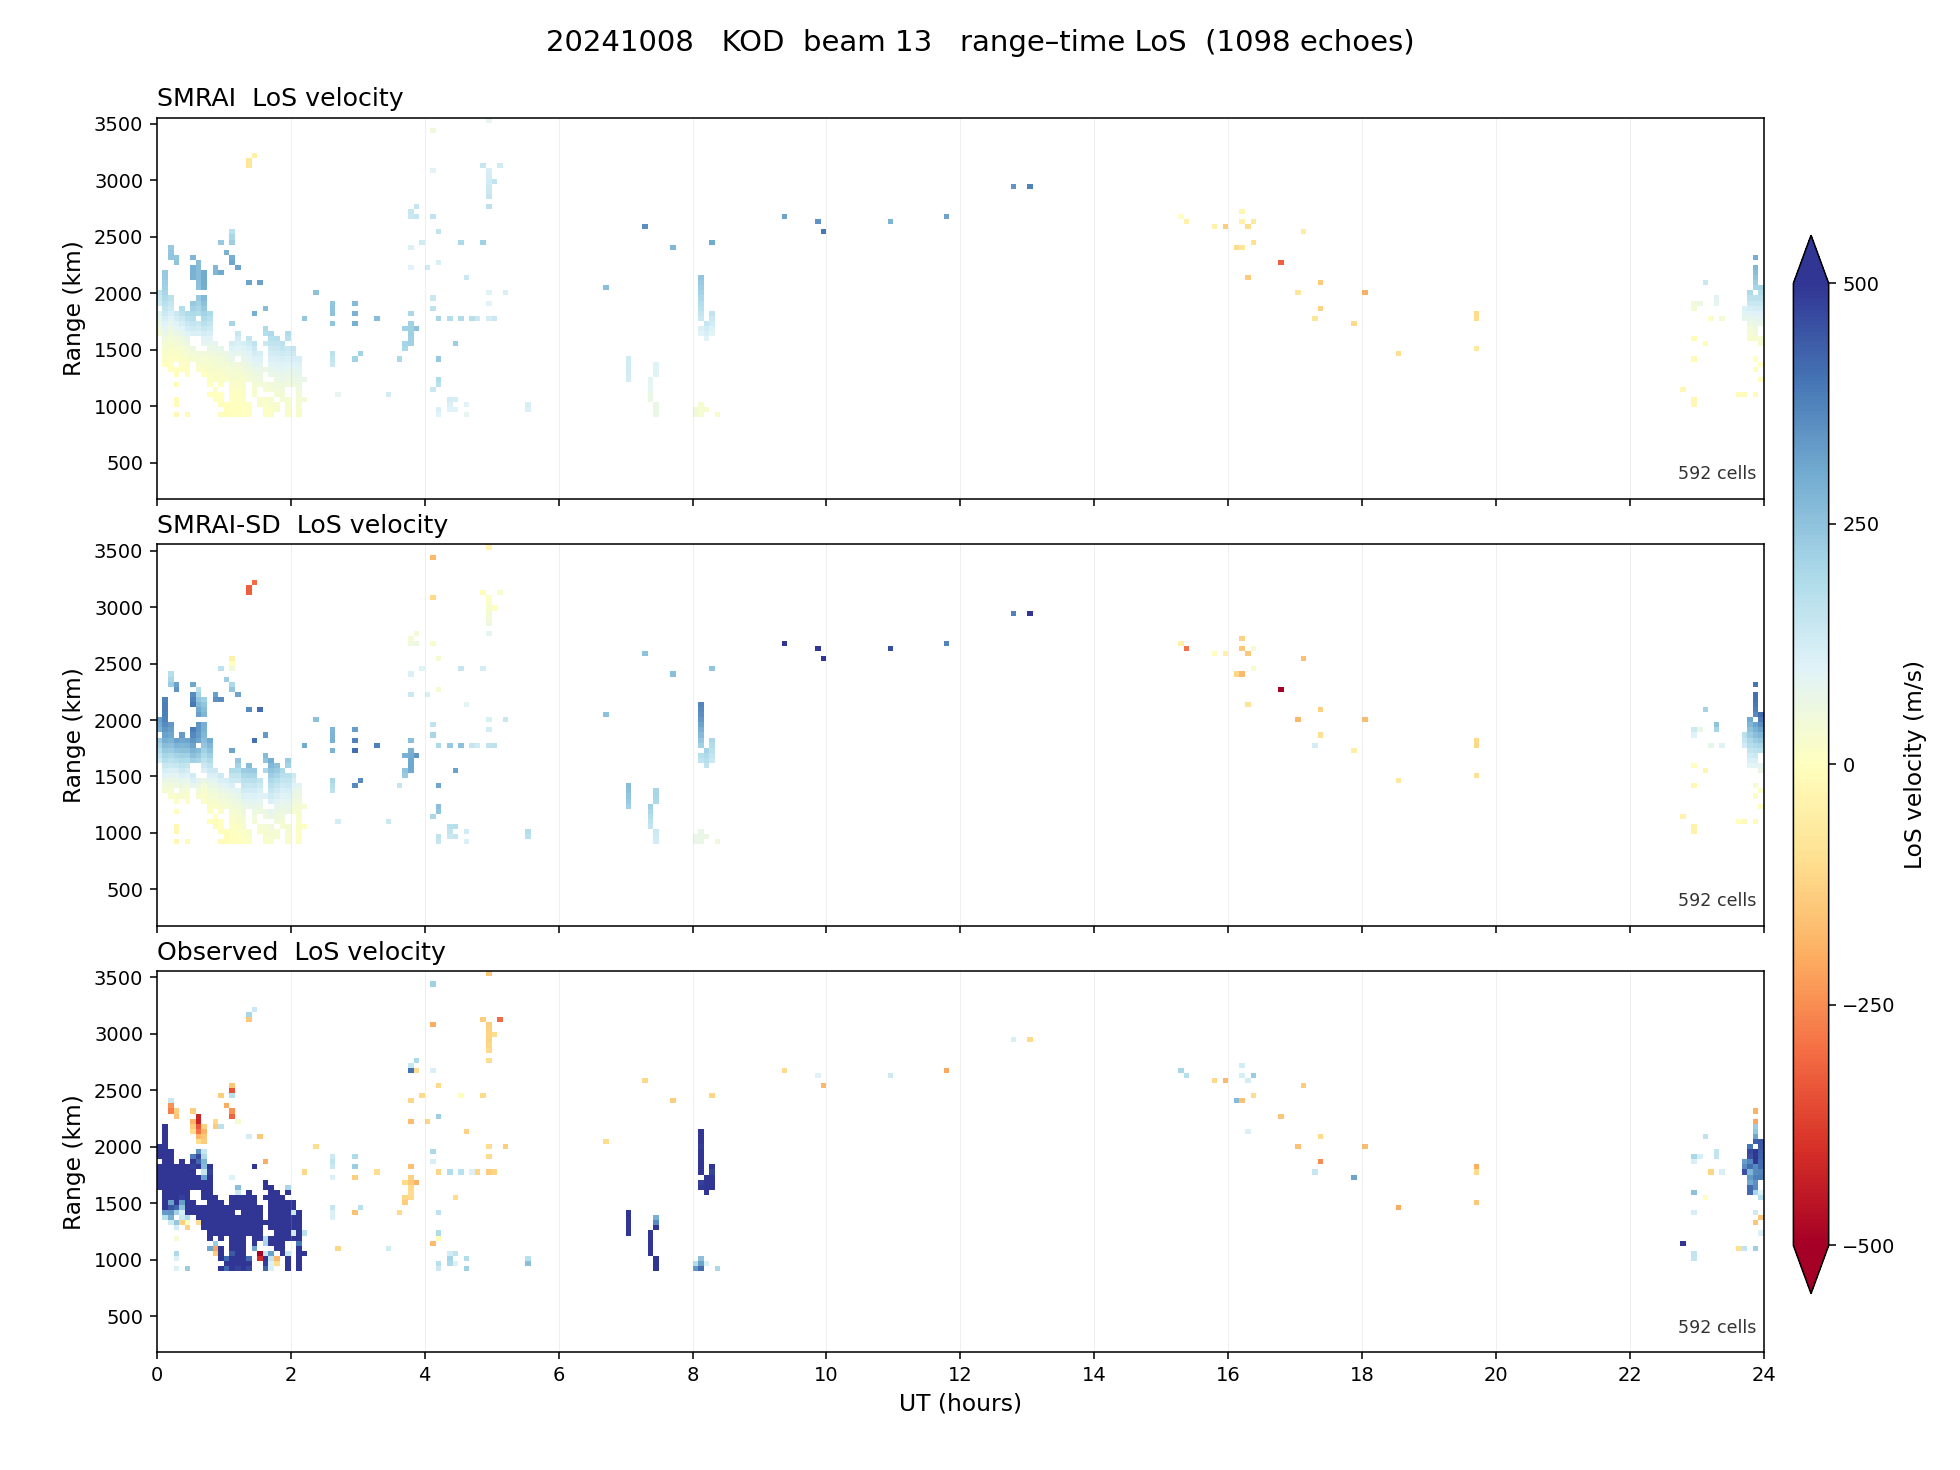 20241008   KOD  beam 13   range–time LoS  (1098 echoes)
SMRAI  LoS velocity
3500
3000
2500
2000
1500
1000
500
Range (km)
592 cells
SMRAI-SD  LoS velocity
3500
3000
2500
2000
1500
1000
500
Range (km)
592 cells
Observed  LoS velocity
3500
3000
2500
2000
1500
1000
500
Range (km)
592 cells
0 2 4 6 8 10 12 14 16 18 20 22 24
UT (hours)
500
250
0
−250
−500
LoS velocity (m/s)